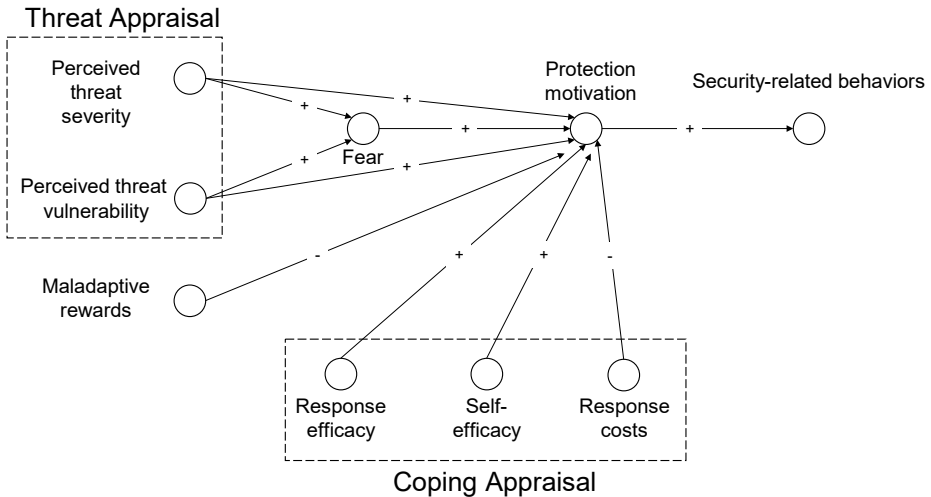 Threat Appraisal
Perceived
threat
severity
Protection
motivation
Security-related behaviors
+
+
+
+
Fear
+
+
Perceived threat
vulnerability
-
+
+
-
Maladaptive
rewards
Response
efficacy
Self-
efficacy
Response
costs
Coping Appraisal